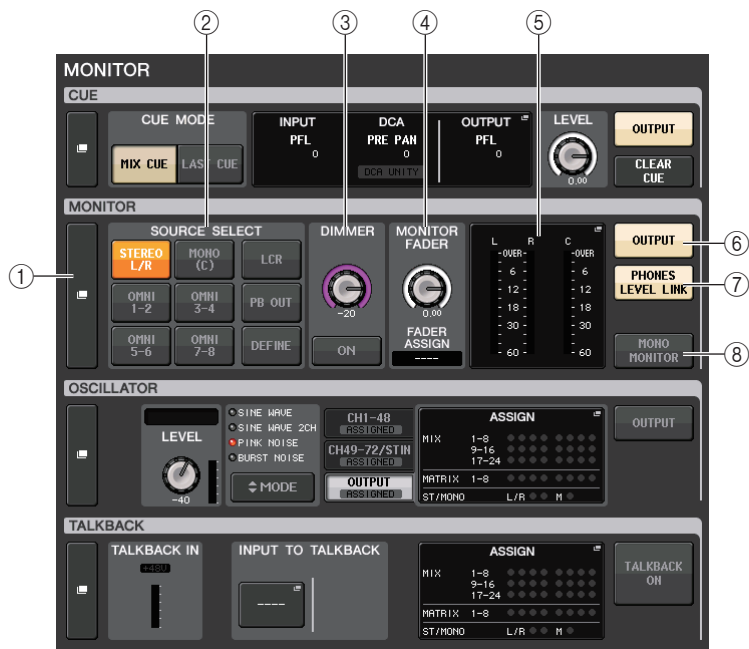 ② ③ ④ ⑤
MONITOR
CUE
CUE MODE
MIX CUE
LAST CUE
INPUT
PFL
0
DCA
PRE PAN
0
DCA UNITY
OUTPUT
PFL
0
LEVEL
0.00
OUTPUT
CLEAR
CUE
MONITOR
①
SOURCE SELECT
STEREO
L/R
MONO
(C)
LCR
OMNI
1-2
OMNI
3-4
PB OUT
OMNI
5-6
OMNI
7-8
DEFINE
DIMMER
-20
ON
MONITOR
FADER
0.00
FADER
ASSIGN
----
L R C
-OVER- -OVER
- 6 - - 6
- 12 - - 12
- 18 - - 18
- 30 - - 30
- 60 - - 60
OUTPUT
⑥
PHONES
LEVEL LINK
⑦
MONO
MONITOR
⑧
OSCILLATOR
LEVEL
-40
SINE WAVE
SINE WAVE 2CH
PINK NOISE
BURST NOISE
MODE
CH1-48
ASSIGNED
CH49-72/STIN
ASSIGNED
OUTPUT
ASSIGNED
ASSIGN
MIX 1-8
9-16
17-24
MATRIX 1-8
ST/MONO L/R M
OUTPUT
TALKBACK
TALKBACK IN
+48V
INPUT TO TALKBACK
----
ASSIGN
MIX 1-8
9-16
17-24
MATRIX 1-8
ST/MONO L/R M
TALKBACK
ON